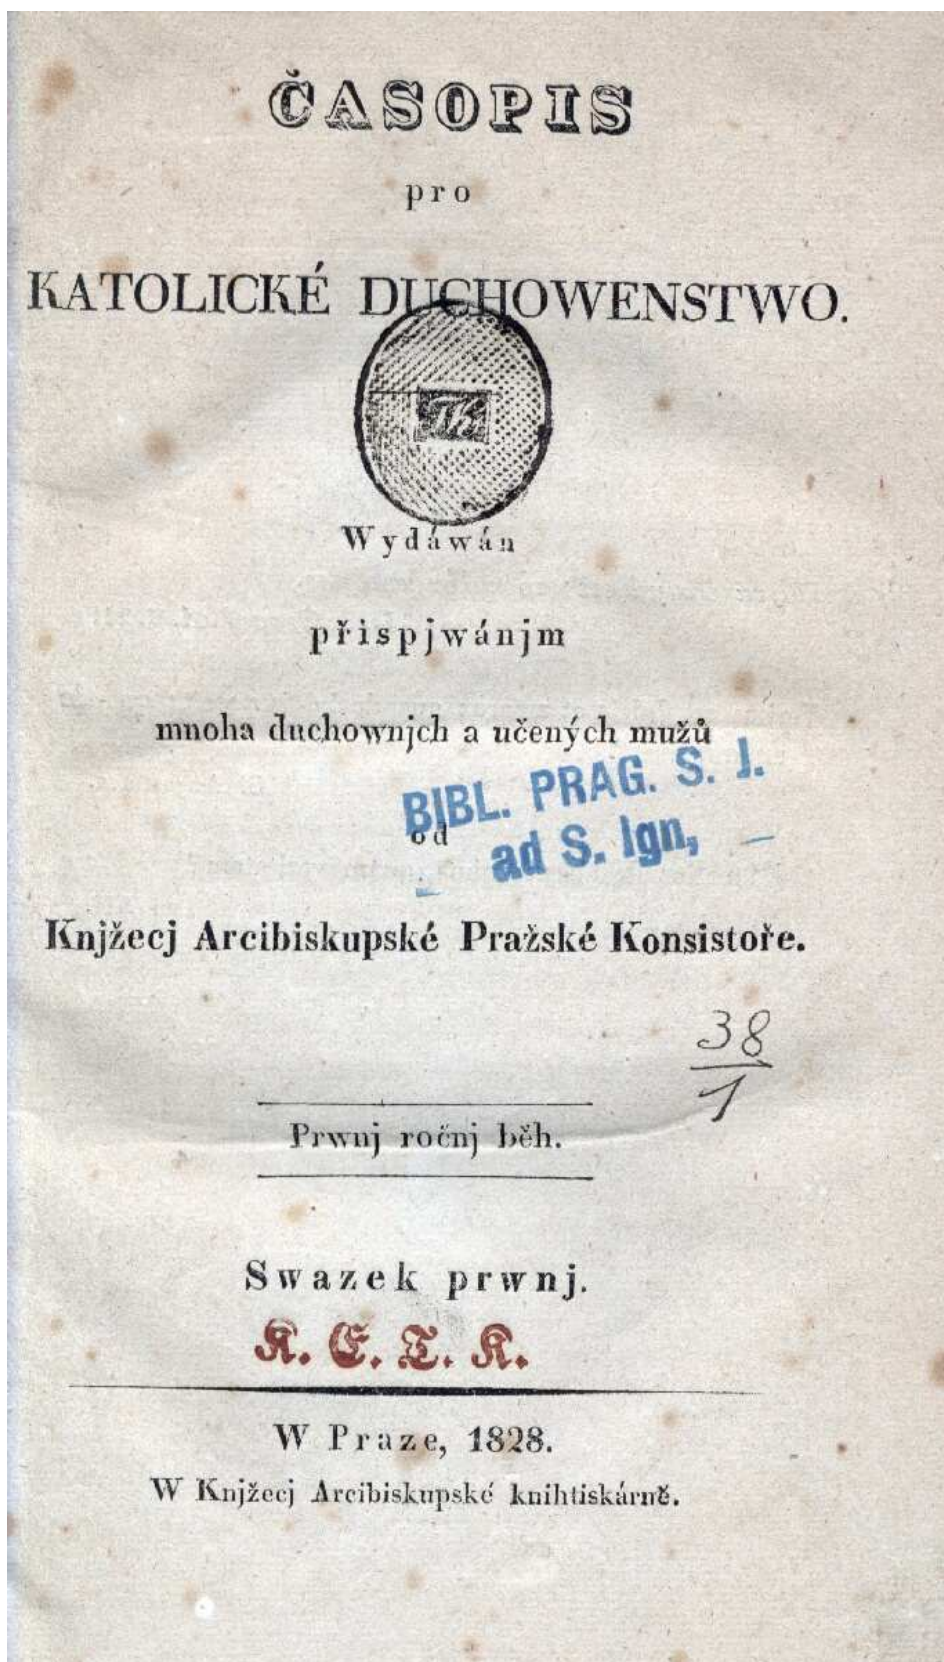 ČASOPIS
pro
KATOLICKÉ DUCHOWENSTWO.
Th.
Wydáwán
přispjwánjm
mnoha duchownjch a učených mužů
BIBL. PRAG. S. J.
od
ad S. Ign,
Knjžecj Arcibiskupské Pražské Konsistoře.
38
1
Prwnj ročnj běh.
Swazek prwnj.
K. E. T. K.
W Praze, 1828.
W Knjžecj Arcibiskupské knihtiskárně.